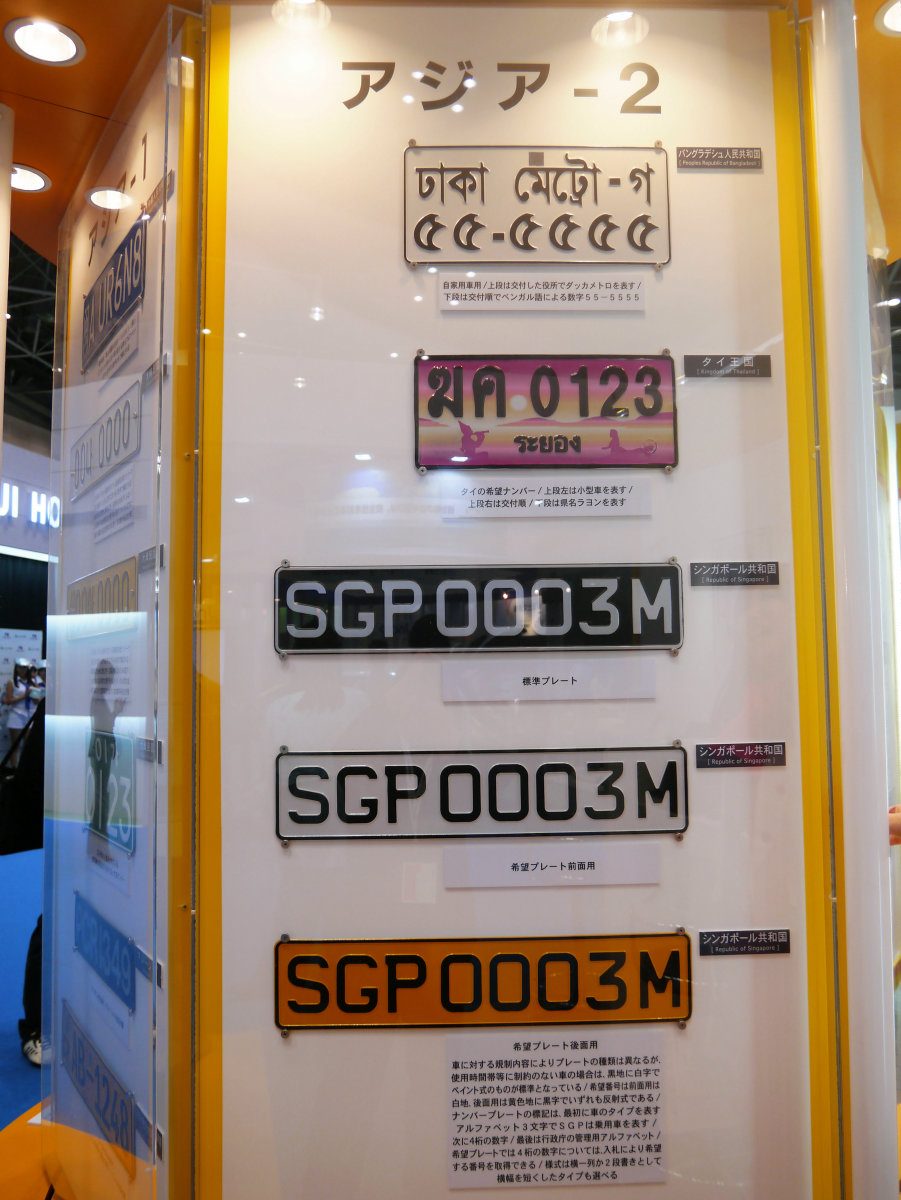 アジア-2
ঢাকা মেট্রো-গ
৫৫-৫৫৫৫
バングラデシュ人民共和国
[ Peoples Republic of Bangladesh ]
自家用車用/上段は交付した役所でダッカメトロを表す/
下段は交付順でベンガル語による数字55-5555
ฆค 0123
ระยอง
タイ王国
[ Kingdom of Thailand ]
タイの希望ナンバー/上段左は小型車を表す/
上段右は交付順/下段は県名ラヨンを表す
SGP0003M
シンガポール共和国
[ Republic of Singapore ]
標準プレート
SGP0003M
シンガポール共和国
[ Republic of Singapore ]
希望プレート前面用
SGP0003M
シンガポール共和国
[ Republic of Singapore ]
希望プレート後面用
車に対する規制内容によりプレートの種類は異なるが、
使用時間帯等に制約のない車の場合は、黒地に白字で
ペイント式のものが標準となっている/希望番号は前面用は
白地、後面用は黄色地に黒字でいずれも反射式である/
ナンバープレートの標記は、最初に車のタイプを表す
アルファベット3文字でSGPは乗用車を表す/
次に4桁の数字/最後は行政庁の管理用アルファベット/
希望プレートでは4桁の数字については、入札により希望
する番号を取得できる/様式は横一列か2段書きとして
横幅を短くしたタイプも選べる
アジア-1
UR6N8
004 0000
UI HO
23
AB-1248